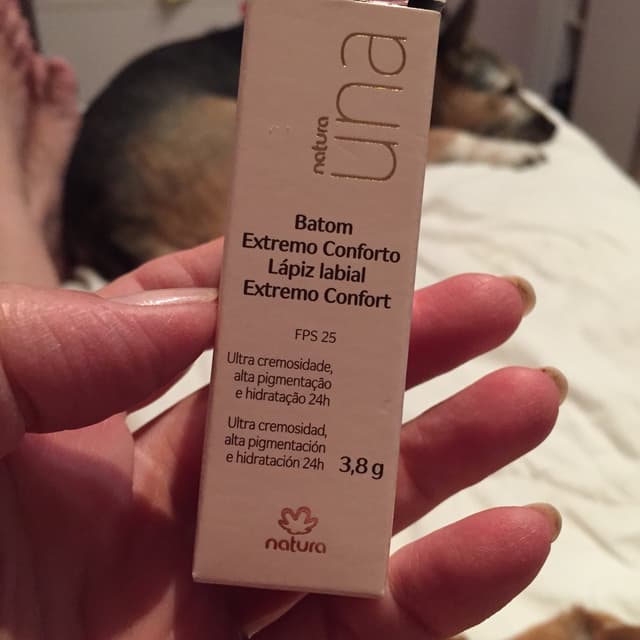 natura
una
Batom
Extremo Conforto
Lápiz labial
Extremo Confort
FPS 25
Ultra cremosidade,
alta pigmentação
e hidratação 24h
Ultra cremosidad,
alta pigmentación
e hidratación 24h
3,8 g
natura